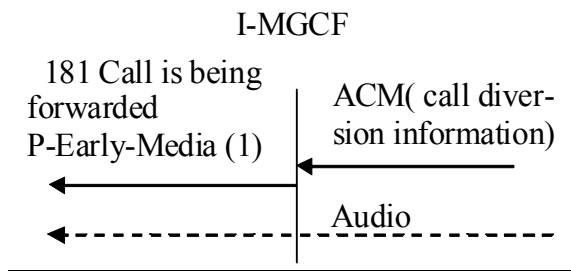 I-MGCF
181 Call is being
forwarded
P-Early-Media (1)
ACM( call diver-
sion information)
Audio